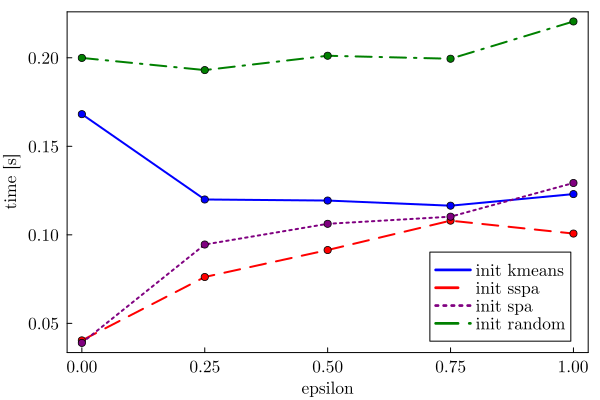 0.20
0.15
0.10
0.05
time [s]
0.00 0.25 0.50 0.75 1.00
epsilon
init kmeans
init sspa
init spa
init random